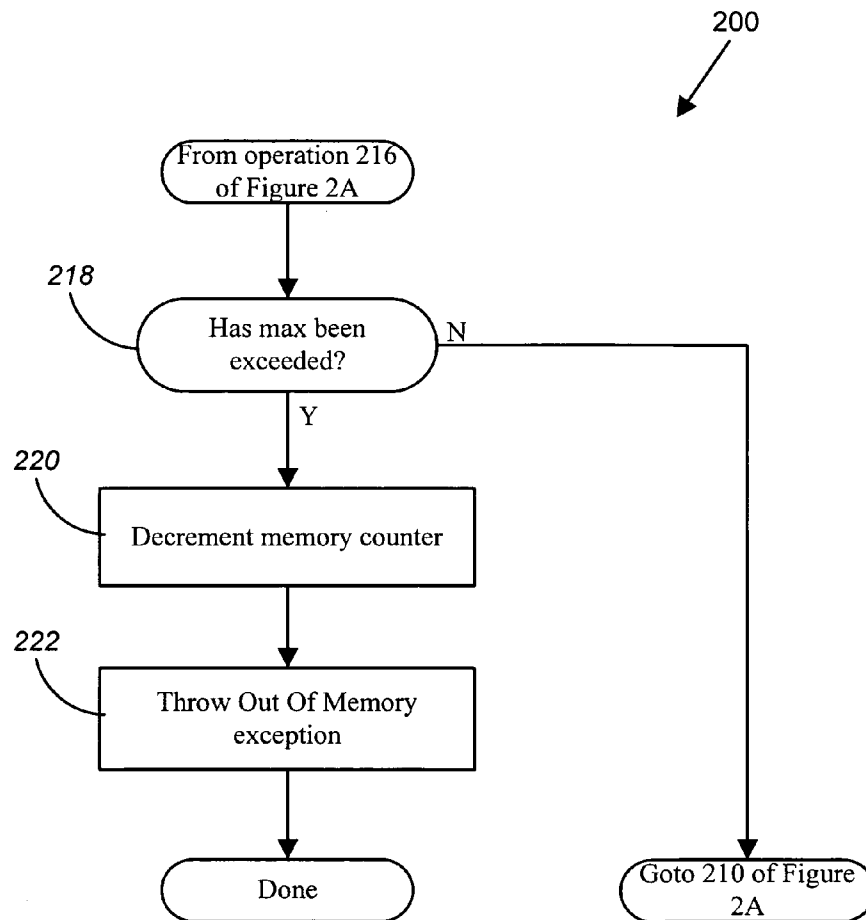 200
From operation 216
of Figure 2A
218
Has max been
exceeded?
N
Y
220
Decrement memory counter
222
Throw Out Of Memory
exception
Done
Goto 210 of Figure
2A